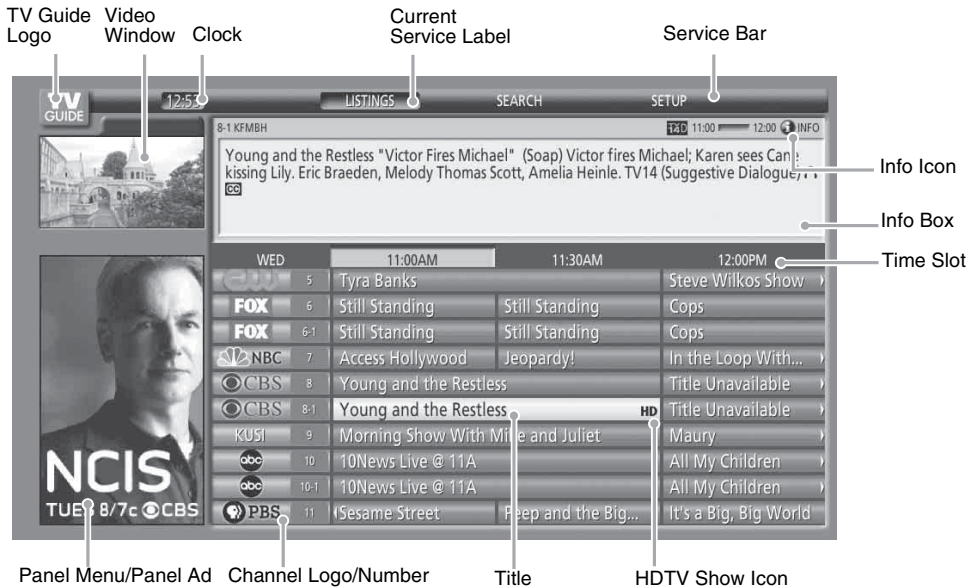 TV Guide Logo
Video Window
Clock
Current Service Label
Service Bar
TV GUIDE
12:53
LISTINGS
SEARCH
SETUP
8-1 KFMBH
11:00
12:00
INFO
Young and the Restless "Victor Fires Michael" (Soap) Victor fires Michael; Karen sees Cane
kissing Lily. Eric Braeden, Melody Thomas Scott, Amelia Heinle. TV14 (Suggestive Dialogue)
CC
Info Icon
Info Box
WED 11:00AM 11:30AM 12:00PM
Time Slot
5 Tyra Banks Steve Wilkos Show
FOX 6 Still Standing Still Standing Cops
FOX 6-1 Still Standing Still Standing Cops
NBC 7 Access Hollywood Jeopardy! In the Loop With...
CBS 8 Young and the Restless Title Unavailable
CBS 8-1 Young and the Restless HD Title Unavailable
KUSI 9 Morning Show With Mike and Juliet Maury
abc 10 10News Live @ 11A All My Children
abc 10-1 10News Live @ 11A All My Children
PBS 11 Sesame Street Peep and the Big... It's a Big, Big World
NCIS
TUES 8/7c CBS
Panel Menu/Panel Ad
Channel Logo/Number
Title
HDTV Show Icon